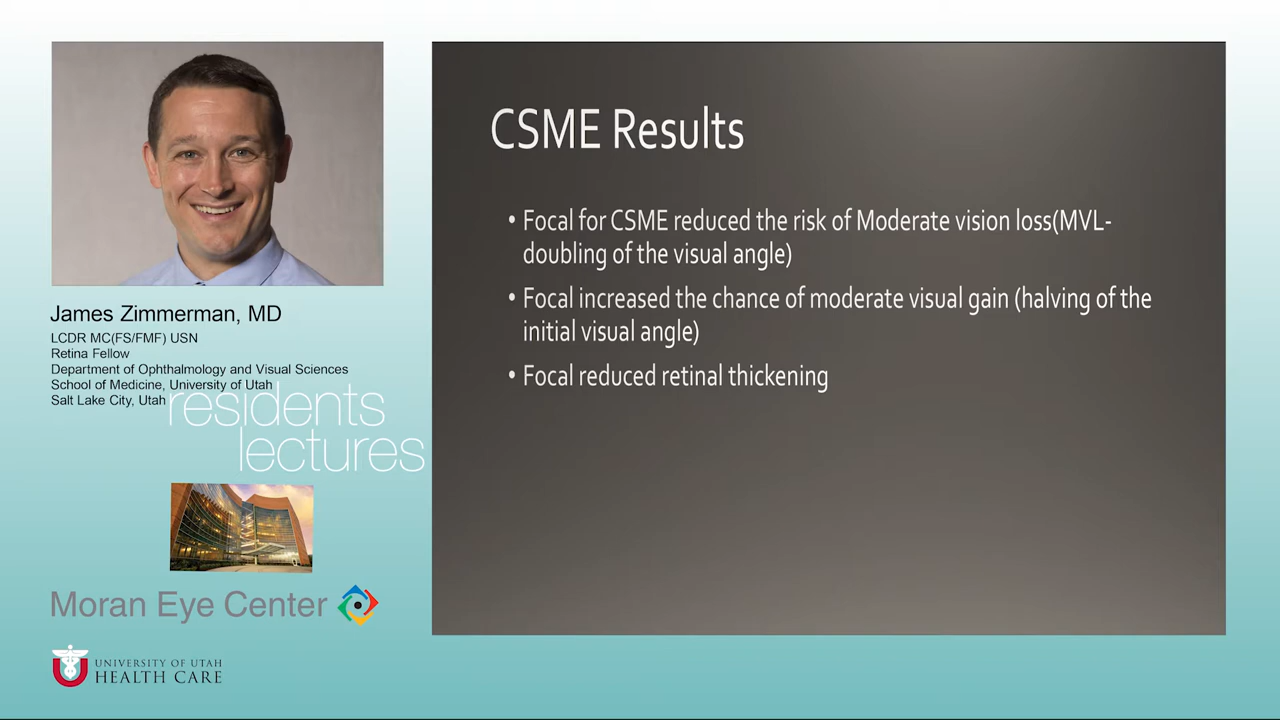 CSME Results
• Focal for CSME reduced the risk of Moderate vision loss(MVL-
doubling of the visual angle)
• Focal increased the chance of moderate visual gain (halving of the
initial visual angle)
• Focal reduced retinal thickening
James Zimmerman, MD
LCDR MC(FS/FMF) USN
Retina Fellow
Department of Ophthalmology and Visual Sciences
School of Medicine, University of Utah
Salt Lake City, Utah
residents
lectures
Moran Eye Center
UNIVERSITY OF UTAH
HEALTH CARE